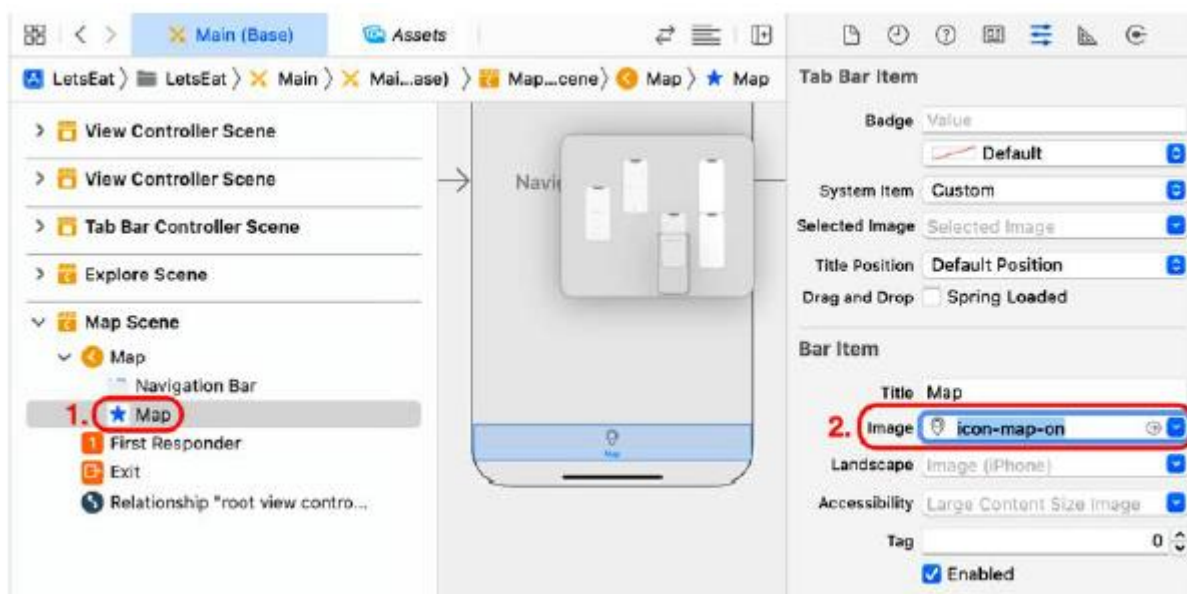 Main (Base)
Assets
LetsEat
LetsEat
Main
Mai...ase)
Map...cene)
Map
Map
View Controller Scene
View Controller Scene
Tab Bar Controller Scene
Explore Scene
Map Scene
Map
Navigation Bar
1. Map
1 First Responder
Exit
Relationship "root view contro...
Navi
Map
Tab Bar Item
Badge Value
Default
System Item Custom
Selected Image Selected Image
Title Position Default Position
Drag and Drop Spring Loaded
Bar Item
Title Map
2. Image icon-map-on
Landscape Image (iPhone)
Accessibility Large Content Size Image
Tag 0
Enabled